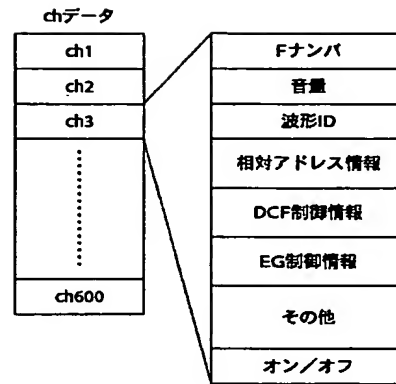 chデータ
ch1
ch2
ch3
ch600
Fナンバ
音量
波形ID
相対アドレス情報
DCF制御情報
EG制御情報
その他
オン／オフ